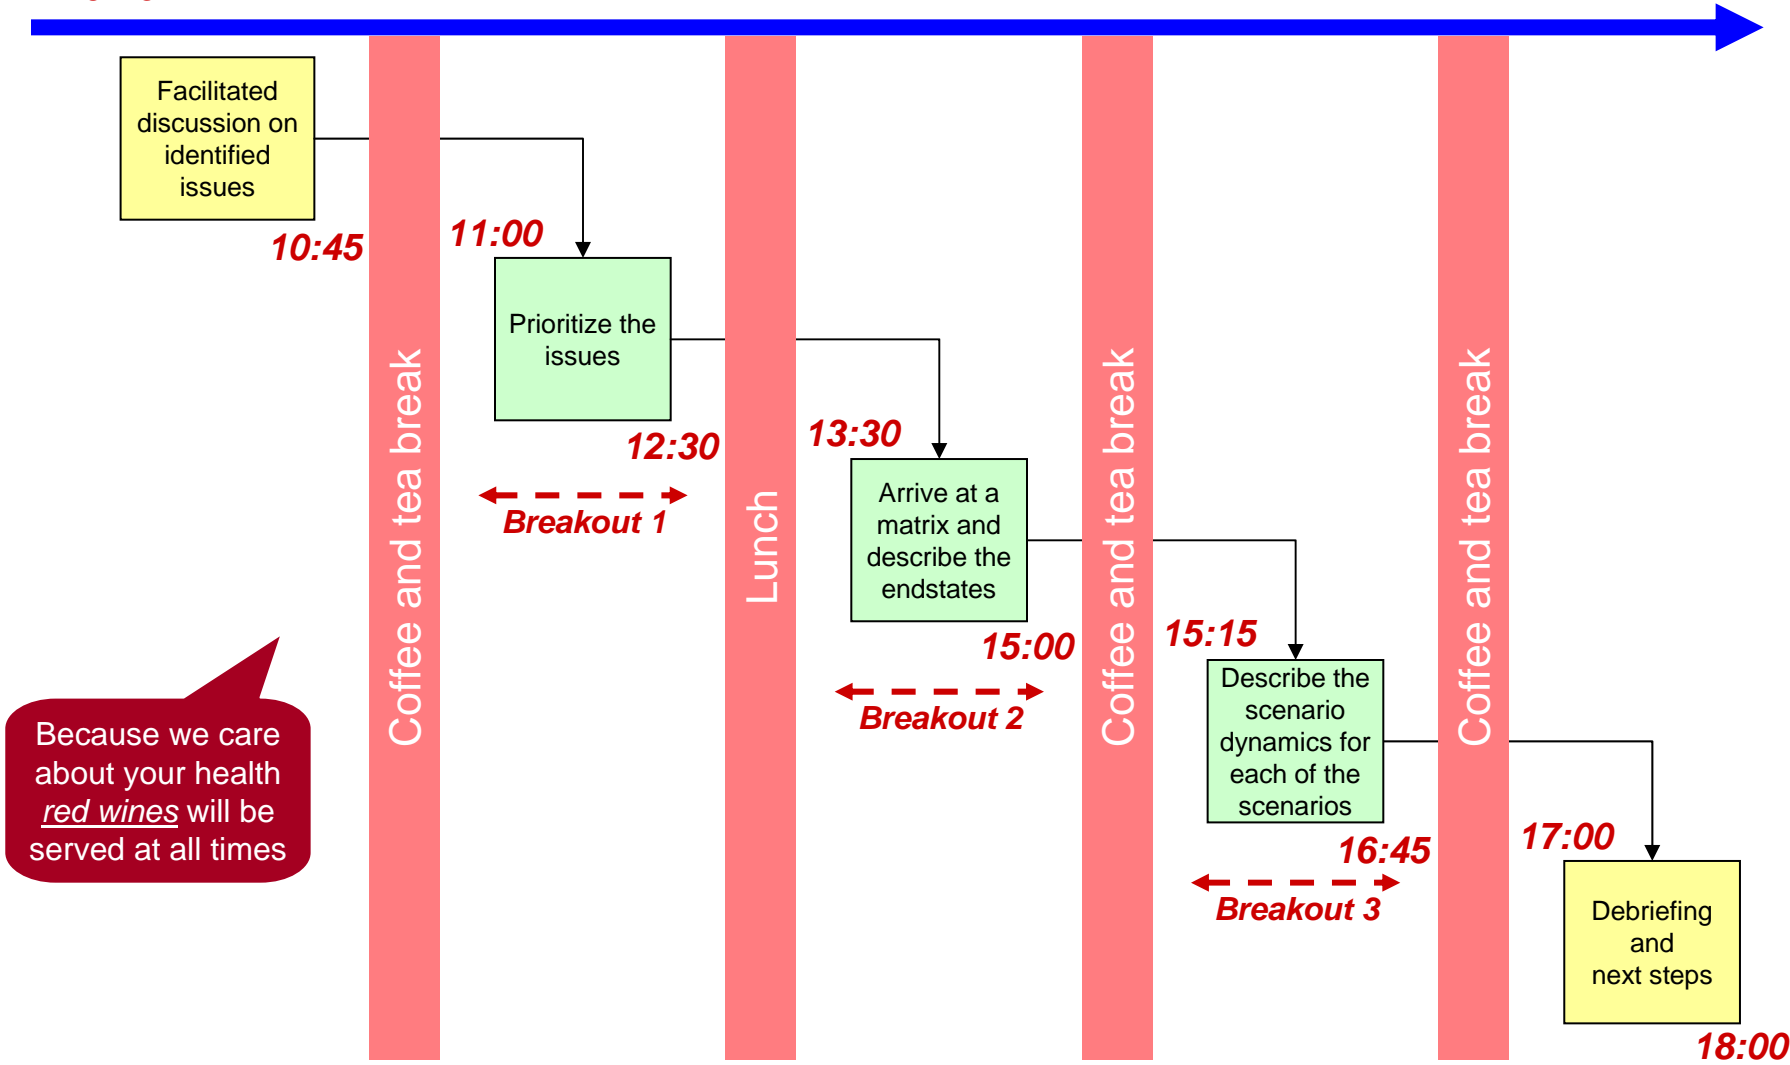 Facilitated
discussion on
identified
issues
10:45
Coffee and tea break
11:00
Prioritize the
issues
12:30
Breakout 1
Lunch
13:30
Arrive at a
matrix and
describe the
endstates
15:00
Breakout 2
Coffee and tea break
15:15
Describe the
scenario
dynamics for
each of the
scenarios
16:45
Breakout 3
Coffee and tea break
17:00
Debriefing
and
next steps
18:00
Because we care
about your health
red wines will be
served at all times